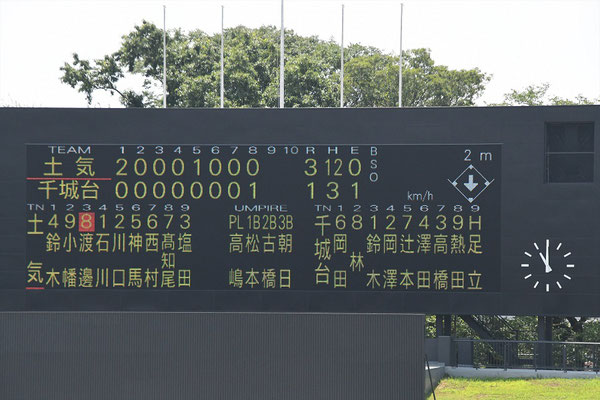 TEAM 1 2 3 4 5 6 7 8 9 10 R H E B
土気 2 0 0 0 1 0 0 0 3 12 0 S
千城台 0 0 0 0 0 0 0 0 1 1 3 1 O
2 m
km/h
TN 1 2 3 4 5 6 7 8 9 UMPIRE TN 1 2 3 4 5 6 7 8 9
土気 4 9 8 1 2 5 6 7 3 PL 1B 2B 3B 千城台 6 8 1 2 7 4 3 9 H
鈴木 小幡 渡邊 石川 川口 神馬 西村 髙知尾 塩田 高嶋 松本 古橋 朝日 岡田 林 鈴木 岡澤 辻本 澤田 高橋 熱田 足立